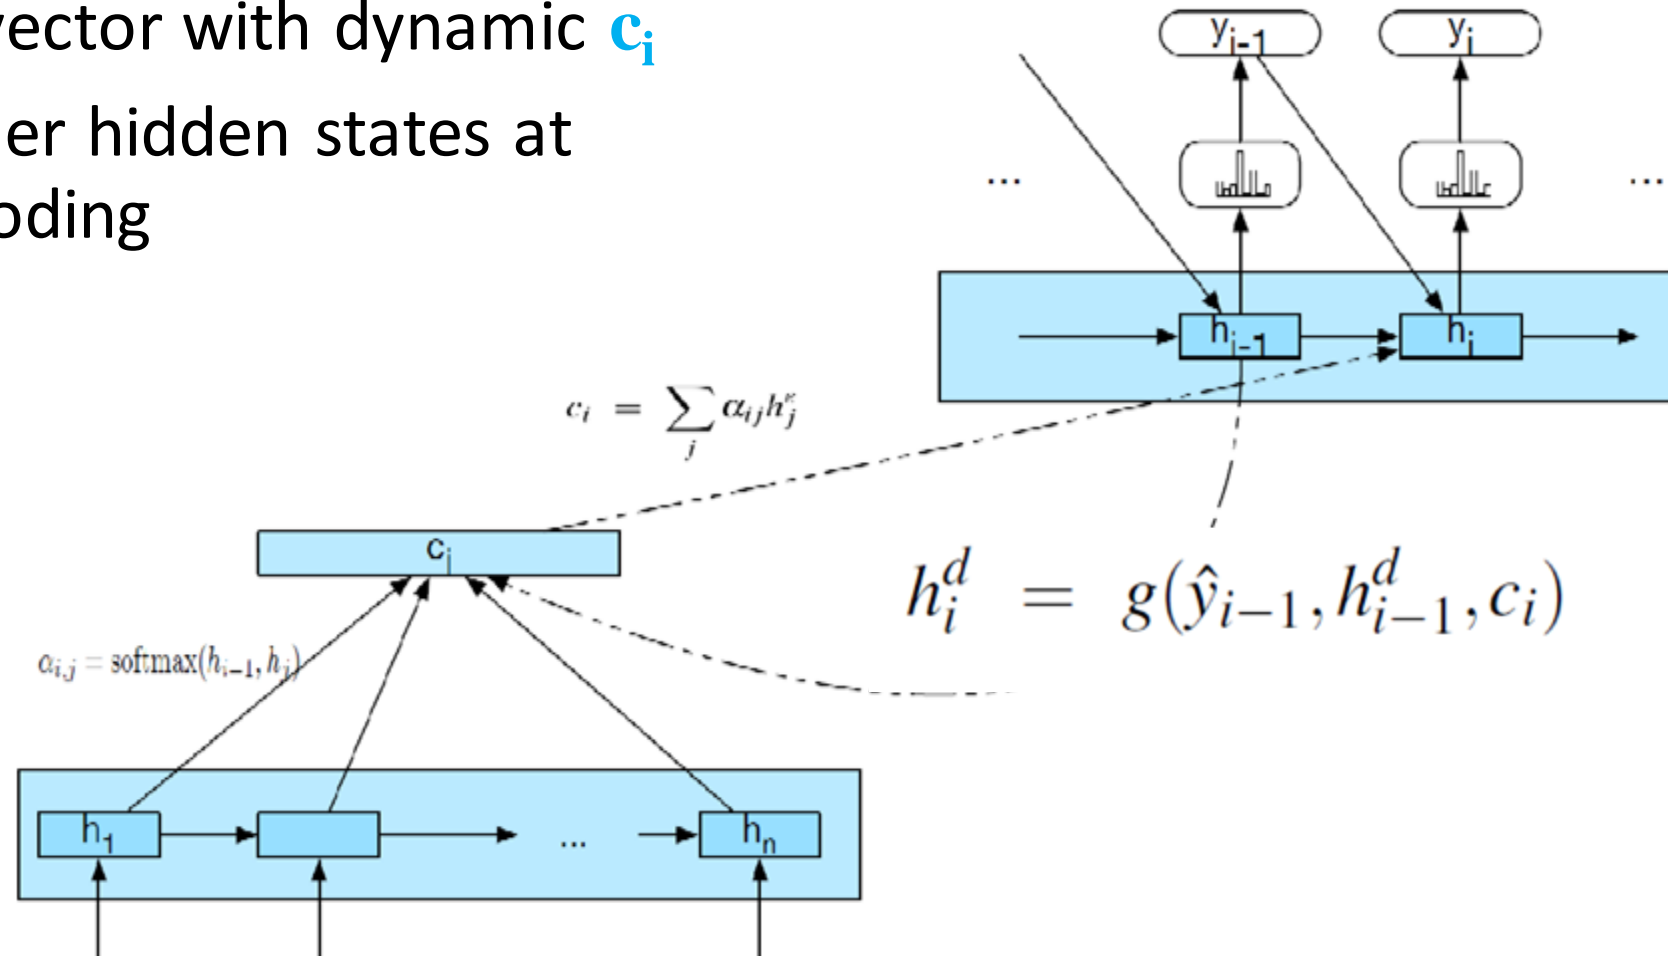 vector with dynamic cᵢ
er hidden states at
oding
yᵢ₋₁ yᵢ
... ...
hᵢ₋₁ hᵢ
cᵢ = ∑ⱼ αᵢⱼhⱼᵉ
cᵢ
hᵢᵈ = g(ŷᵢ₋₁, hᵢ₋₁ᵈ, cᵢ)
αᵢ,ⱼ = softmax(hᵢ₋₁, hⱼ)
h₁ ... hₙ